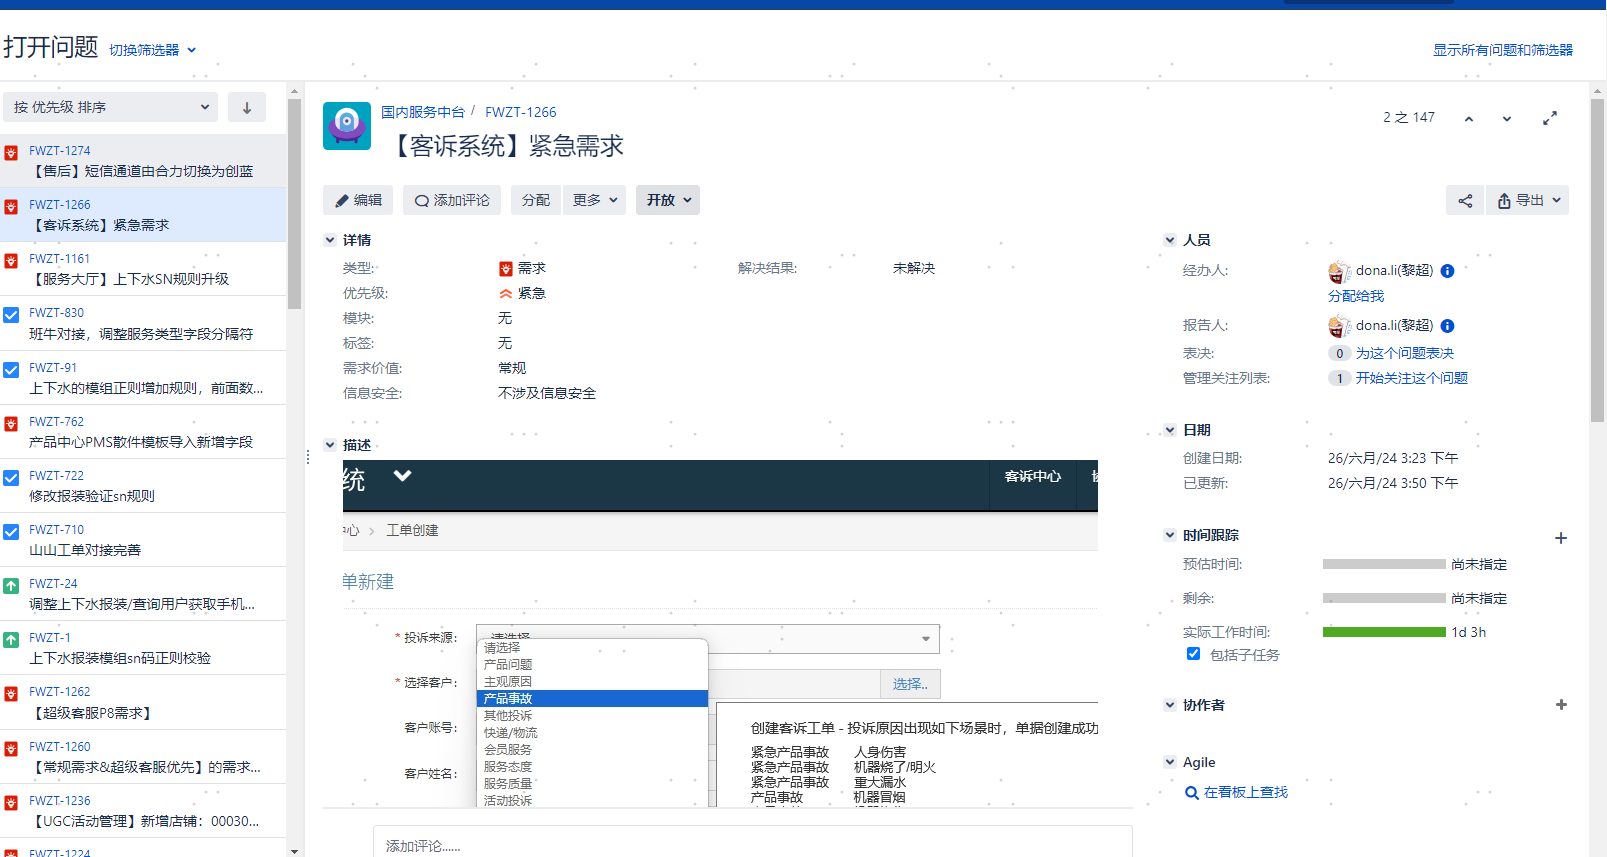 打开问题
切换筛选器
显示所有问题和筛选器
按 优先级 排序
FWZT-1274
【售后】短信通道由合力切换为创蓝
FWZT-1266
【客诉系统】紧急需求
FWZT-1161
【服务大厅】上下水SN规则升级
FWZT-830
班牛对接，调整服务类型字段分隔符
FWZT-91
上下水的模组正则增加规则，前面数...
FWZT-762
产品中心PMS散件模板导入新增字段
FWZT-722
修改报装验证sn规则
FWZT-710
山山工单对接完善
FWZT-24
调整上下水报装/查询用户获取手机...
FWZT-1
上下水报装模组sn码正则校验
FWZT-1262
【超级客服P8需求】
FWZT-1260
【常规需求&超级客服优先】的需求...
FWZT-1236
【UGC活动管理】新增店铺：00030...
FWZT-1224
国内服务中台 / FWZT-1266
【客诉系统】紧急需求
2 之 147
编辑
添加评论
分配
更多
开放
导出
详情
类型: 需求
解决结果: 未解决
优先级: 紧急
模块: 无
标签: 无
需求价值: 常规
信息安全: 不涉及信息安全
描述
统
客诉中心
中心 > 工单创建
单新建
* 投诉来源:
请选择
请选择
产品问题
主观原因
产品事故
其他投诉
快递/物流
会员服务
服务态度
服务质量
活动投诉
* 选择客户:
选择..
客户账号:
客户姓名:
创建客诉工单 - 投诉原因出现如下场景时，单据创建成功
紧急产品事故 人身伤害
紧急产品事故 机器烧了/明火
紧急产品事故 重大漏水
产品事故 机器冒烟
添加评论......
人员
经办人: dona.li(黎超)
分配给我
报告人: dona.li(黎超)
表决: 0 为这个问题表决
管理关注列表: 1 开始关注这个问题
日期
创建日期: 26/六月/24 3:23 下午
已更新: 26/六月/24 3:50 下午
时间跟踪
预估时间: 尚未指定
剩余: 尚未指定
实际工作时间: 1d 3h
包括子任务
协作者
Agile
在看板上查找